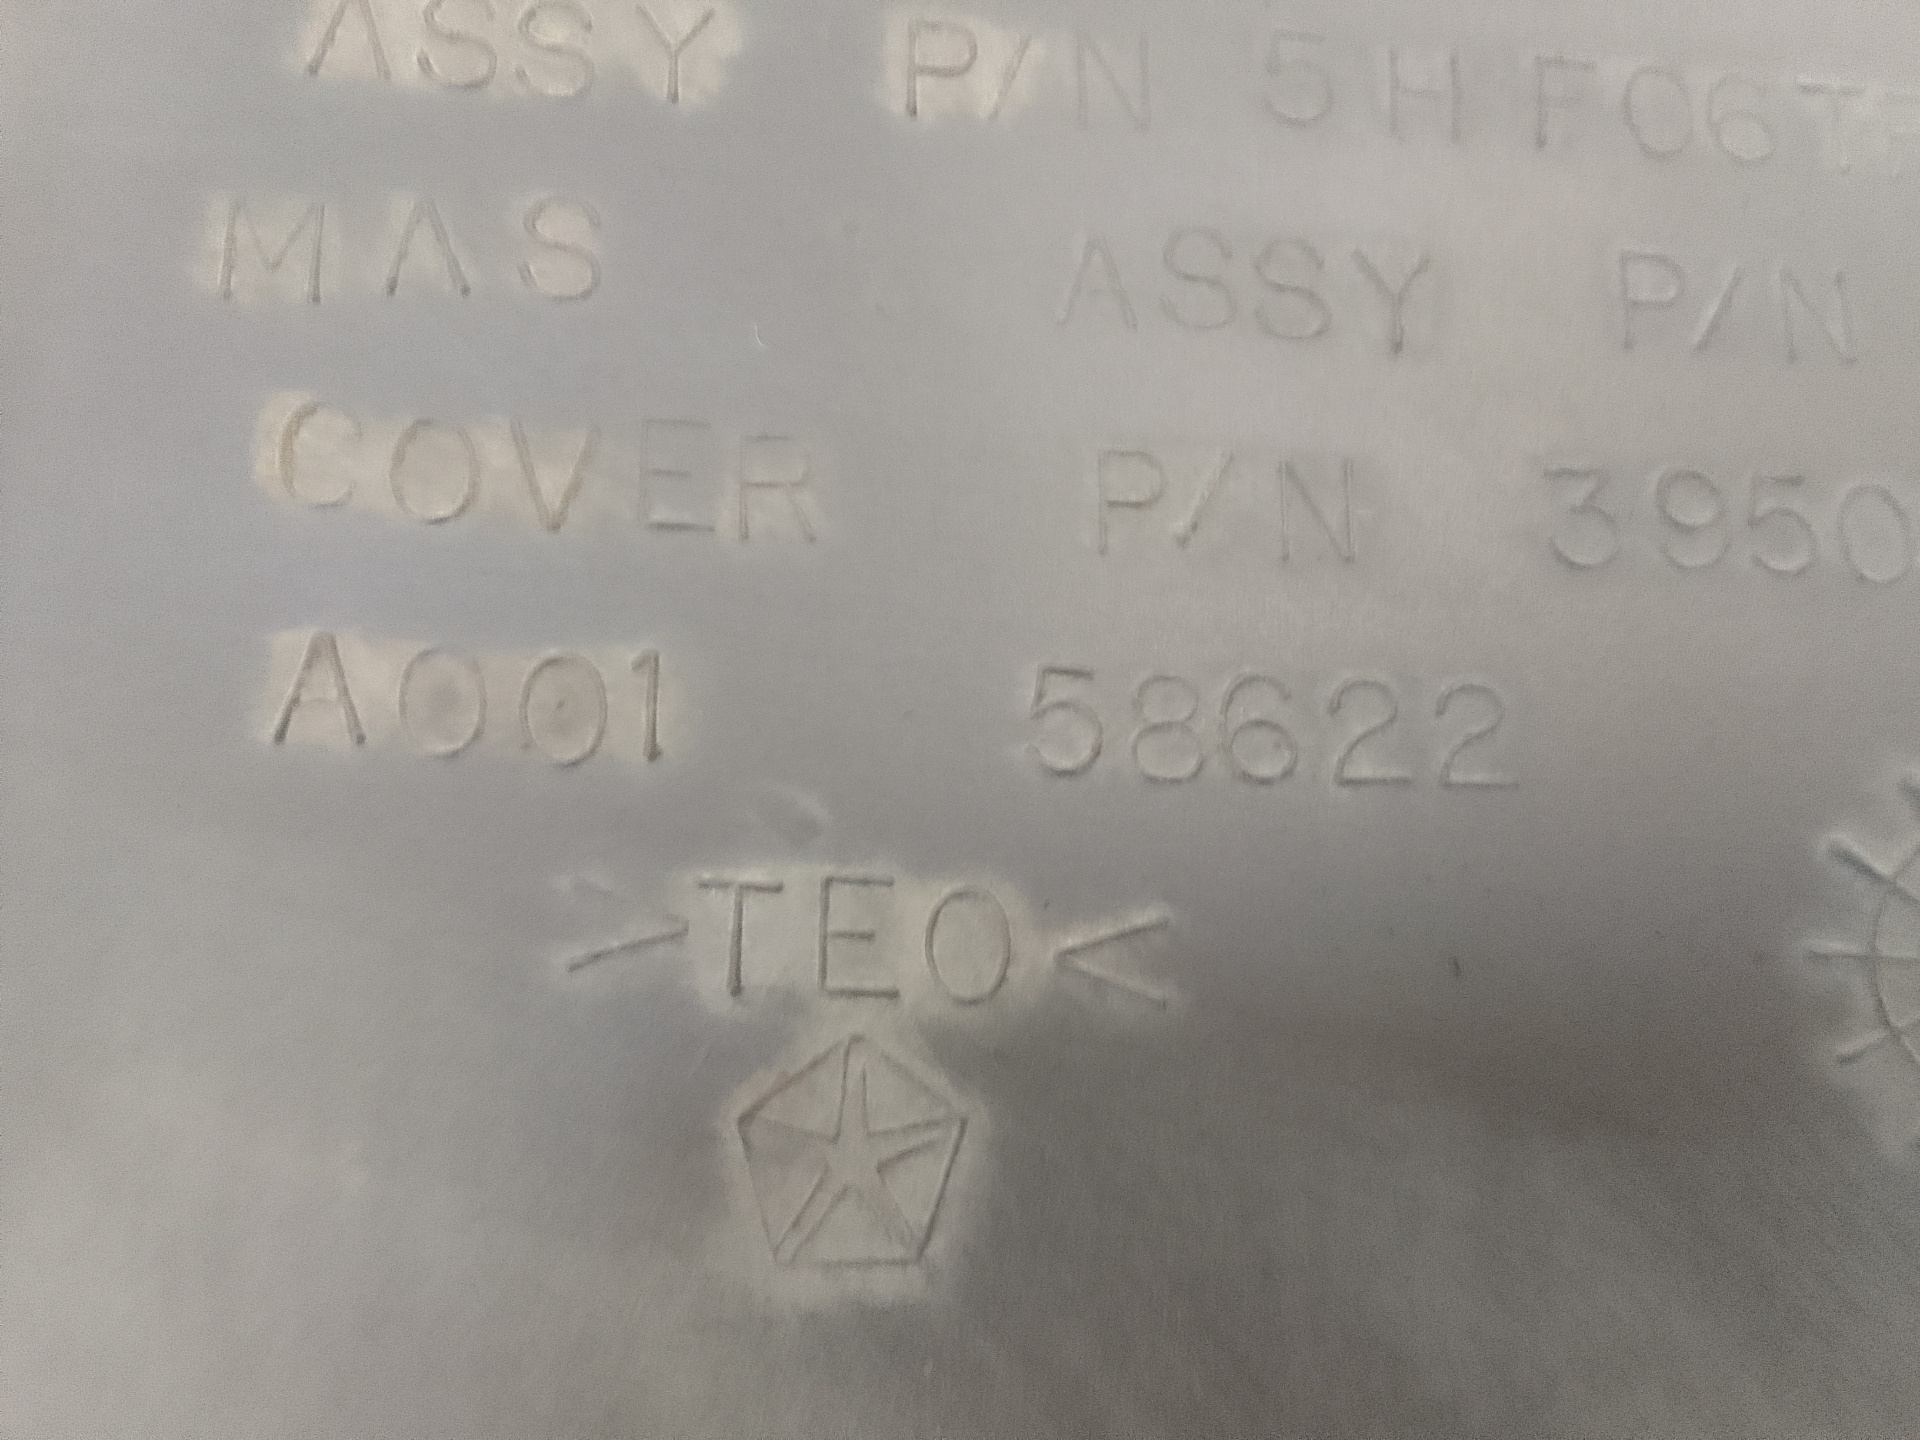 ASSY P/N 5HF06T
MAS ASSY P/N
COVER P/N 3950
A001 58622
>TEO<